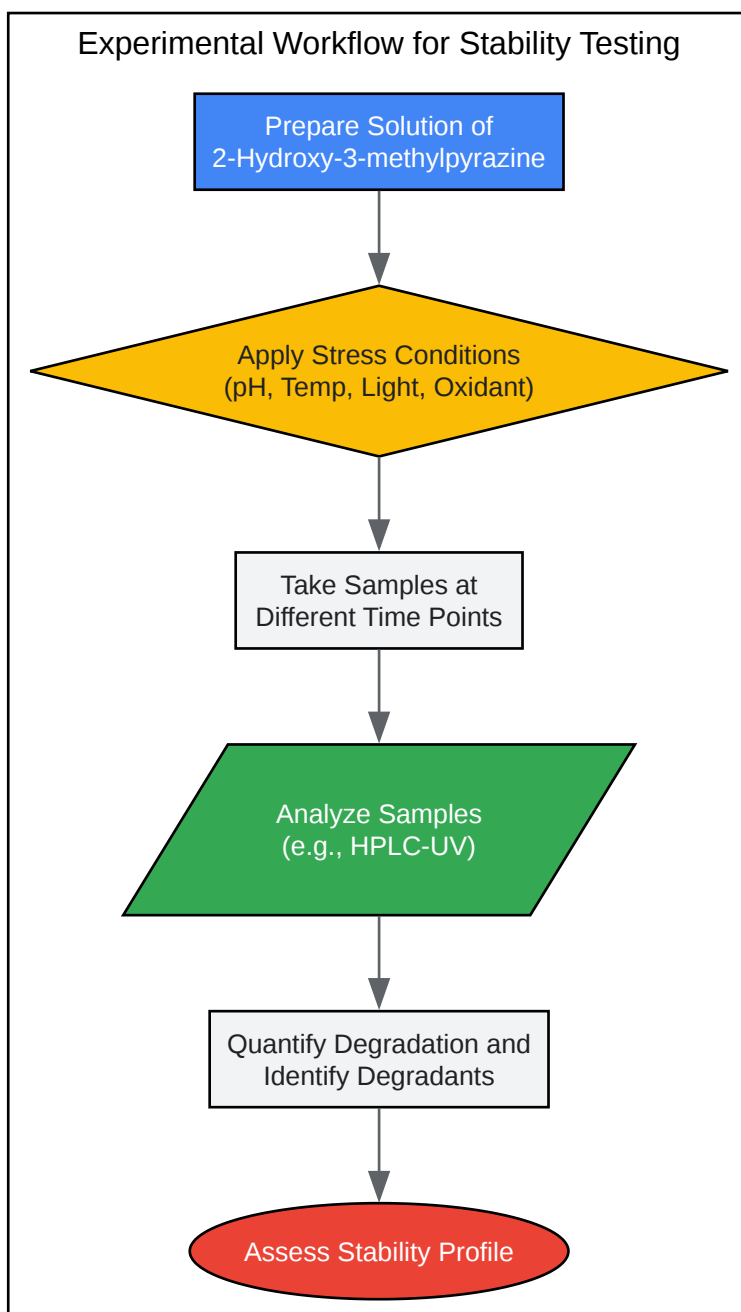 Experimental Workflow for Stability Testing
Prepare Solution of
2-Hydroxy-3-methylpyrazine
Apply Stress Conditions
(pH, Temp, Light, Oxidant)
Take Samples at
Different Time Points
Analyze Samples
(e.g., HPLC-UV)
Quantify Degradation and
Identify Degradants
Assess Stability Profile